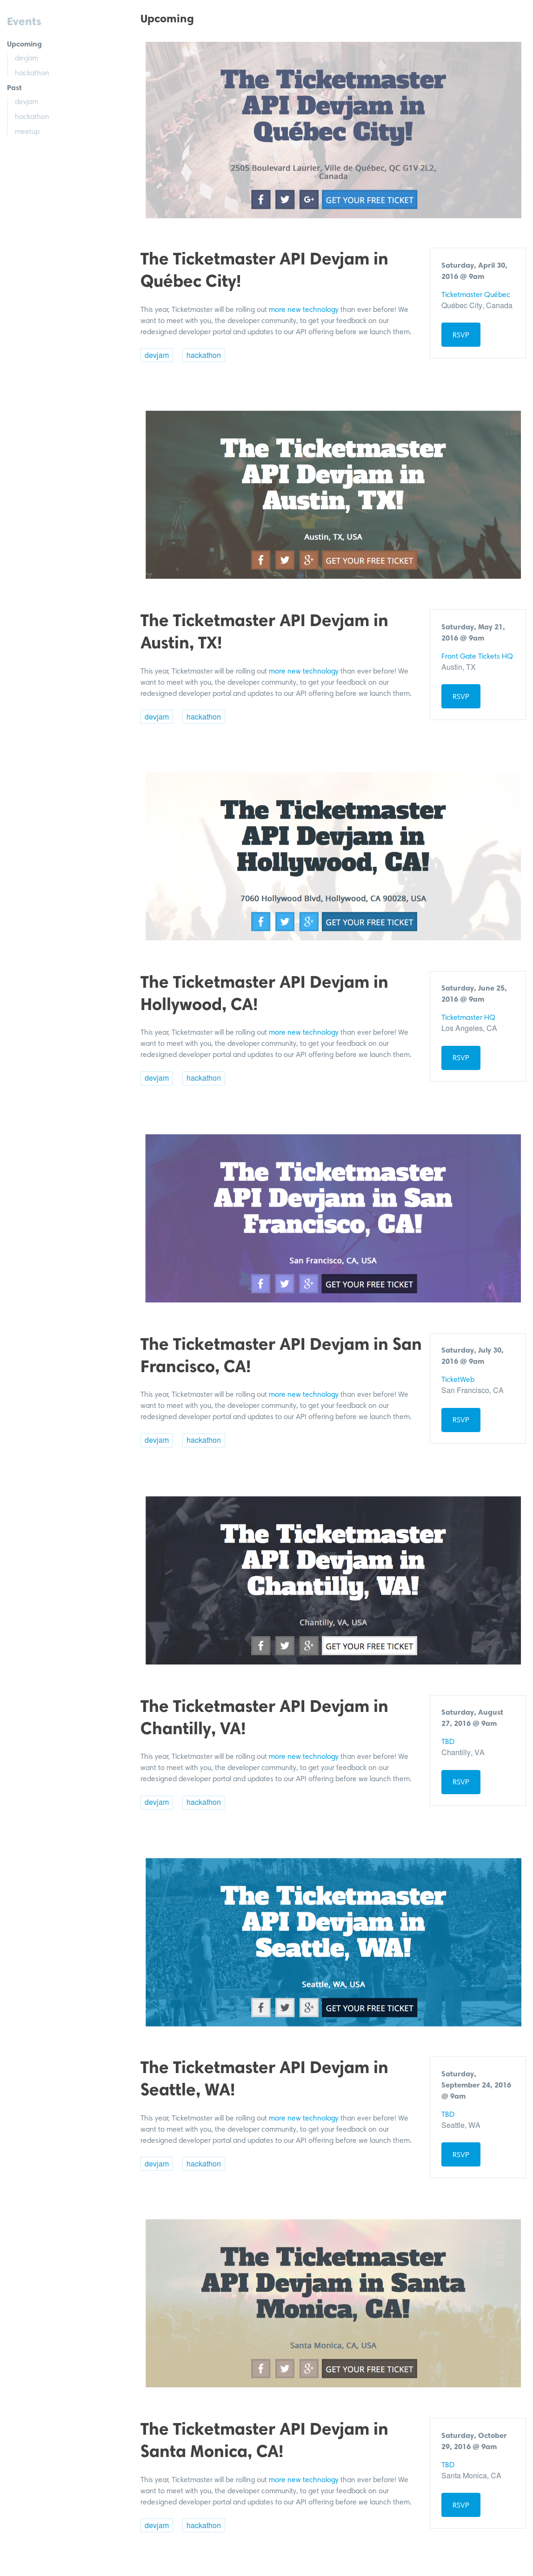 Events
Upcoming
devjam
hackathon
Past
devjam
hackathon
meetup
Upcoming
The Ticketmaster
API Devjam in
Québec City!
2505 Boulevard Laurier, Ville de Québec, QC G1V 2L2,
Canada
GET YOUR FREE TICKET
The Ticketmaster API Devjam in
Québec City!
This year, Ticketmaster will be rolling out more new technology than ever before! We
want to meet with you, the developer community, to get your feedback on our
redesigned developer portal and updates to our API offering before we launch them.
devjam hackathon
Saturday, April 30,
2016 @ 9am
Ticketmaster Québec
Québec City, Canada
RSVP
The Ticketmaster
API Devjam in
Austin, TX!
Austin, TX, USA
GET YOUR FREE TICKET
The Ticketmaster API Devjam in
Austin, TX!
This year, Ticketmaster will be rolling out more new technology than ever before! We
want to meet with you, the developer community, to get your feedback on our
redesigned developer portal and updates to our API offering before we launch them.
devjam hackathon
Saturday, May 21,
2016 @ 9am
Front Gate Tickets HQ
Austin, TX
RSVP
The Ticketmaster
API Devjam in
Hollywood, CA!
7060 Hollywood Blvd, Hollywood, CA 90028, USA
GET YOUR FREE TICKET
The Ticketmaster API Devjam in
Hollywood, CA!
This year, Ticketmaster will be rolling out more new technology than ever before! We
want to meet with you, the developer community, to get your feedback on our
redesigned developer portal and updates to our API offering before we launch them.
devjam hackathon
Saturday, June 25,
2016 @ 9am
Ticketmaster HQ
Los Angeles, CA
RSVP
The Ticketmaster
API Devjam in San
Francisco, CA!
San Francisco, CA, USA
GET YOUR FREE TICKET
The Ticketmaster API Devjam in San
Francisco, CA!
This year, Ticketmaster will be rolling out more new technology than ever before! We
want to meet with you, the developer community, to get your feedback on our
redesigned developer portal and updates to our API offering before we launch them.
devjam hackathon
Saturday, July 30,
2016 @ 9am
TicketWeb
San Francisco, CA
RSVP
The Ticketmaster
API Devjam in
Chantilly, VA!
Chantilly, VA, USA
GET YOUR FREE TICKET
The Ticketmaster API Devjam in
Chantilly, VA!
This year, Ticketmaster will be rolling out more new technology than ever before! We
want to meet with you, the developer community, to get your feedback on our
redesigned developer portal and updates to our API offering before we launch them.
devjam hackathon
Saturday, August
27, 2016 @ 9am
TBD
Chantilly, VA
RSVP
The Ticketmaster
API Devjam in
Seattle, WA!
Seattle, WA, USA
GET YOUR FREE TICKET
The Ticketmaster API Devjam in
Seattle, WA!
This year, Ticketmaster will be rolling out more new technology than ever before! We
want to meet with you, the developer community, to get your feedback on our
redesigned developer portal and updates to our API offering before we launch them.
devjam hackathon
Saturday,
September 24, 2016
@ 9am
TBD
Seattle, WA
RSVP
The Ticketmaster
API Devjam in Santa
Monica, CA!
Santa Monica, CA, USA
GET YOUR FREE TICKET
The Ticketmaster API Devjam in
Santa Monica, CA!
This year, Ticketmaster will be rolling out more new technology than ever before! We
want to meet with you, the developer community, to get your feedback on our
redesigned developer portal and updates to our API offering before we launch them.
devjam hackathon
Saturday, October
29, 2016 @ 9am
TBD
Santa Monica, CA
RSVP